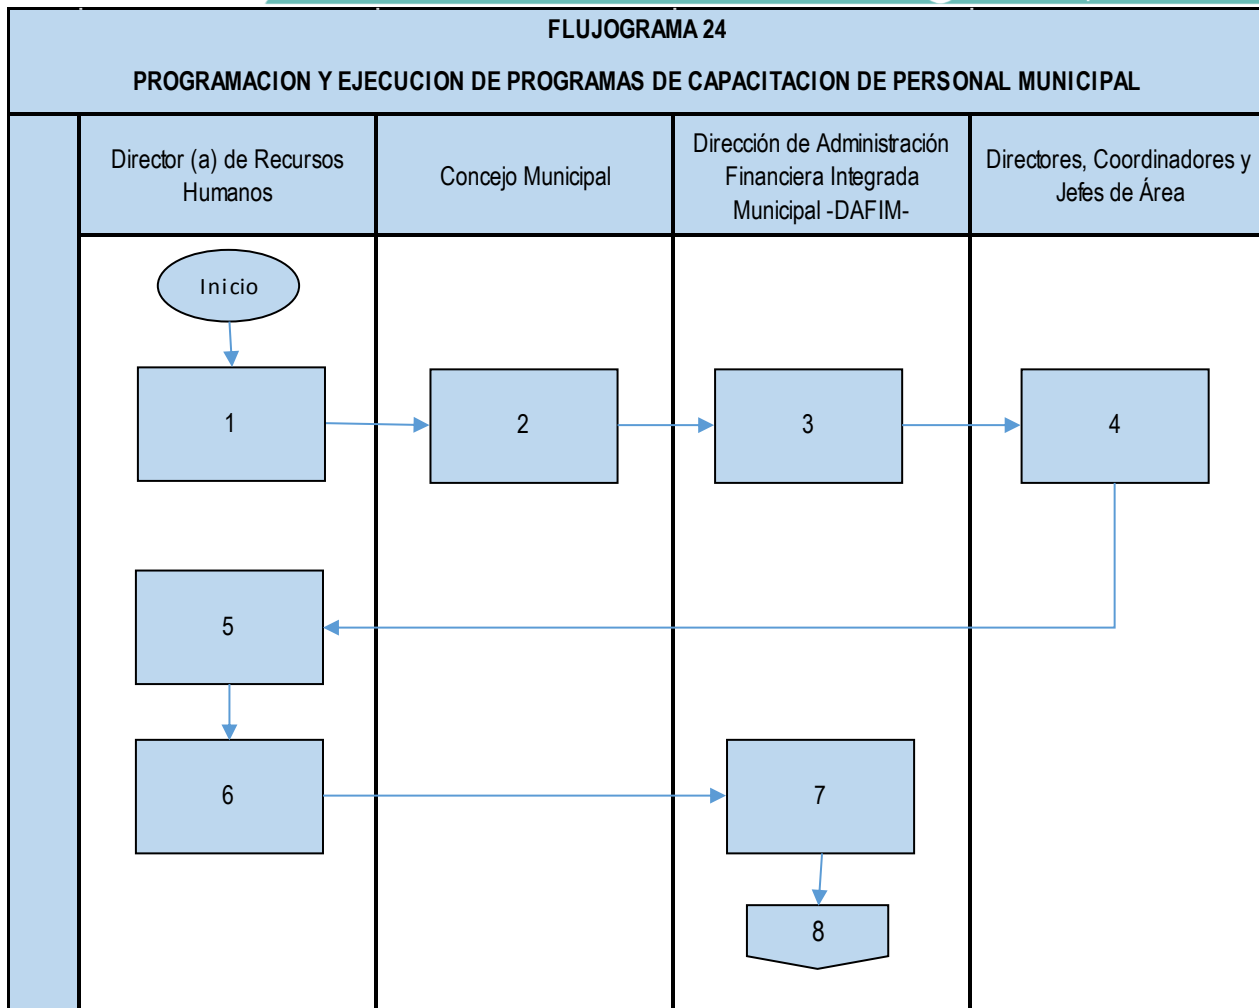 FLUJOGRAMA 24
PROGRAMACION Y EJECUCION DE PROGRAMAS DE CAPACITACION DE PERSONAL MUNICIPAL
Director (a) de Recursos
Humanos
Concejo Municipal
Dirección de Administración
Financiera Integrada
Municipal -DAFIM-
Directores, Coordinadores y
Jefes de Área
Inicio
1
2
3
4
5
6
7
8